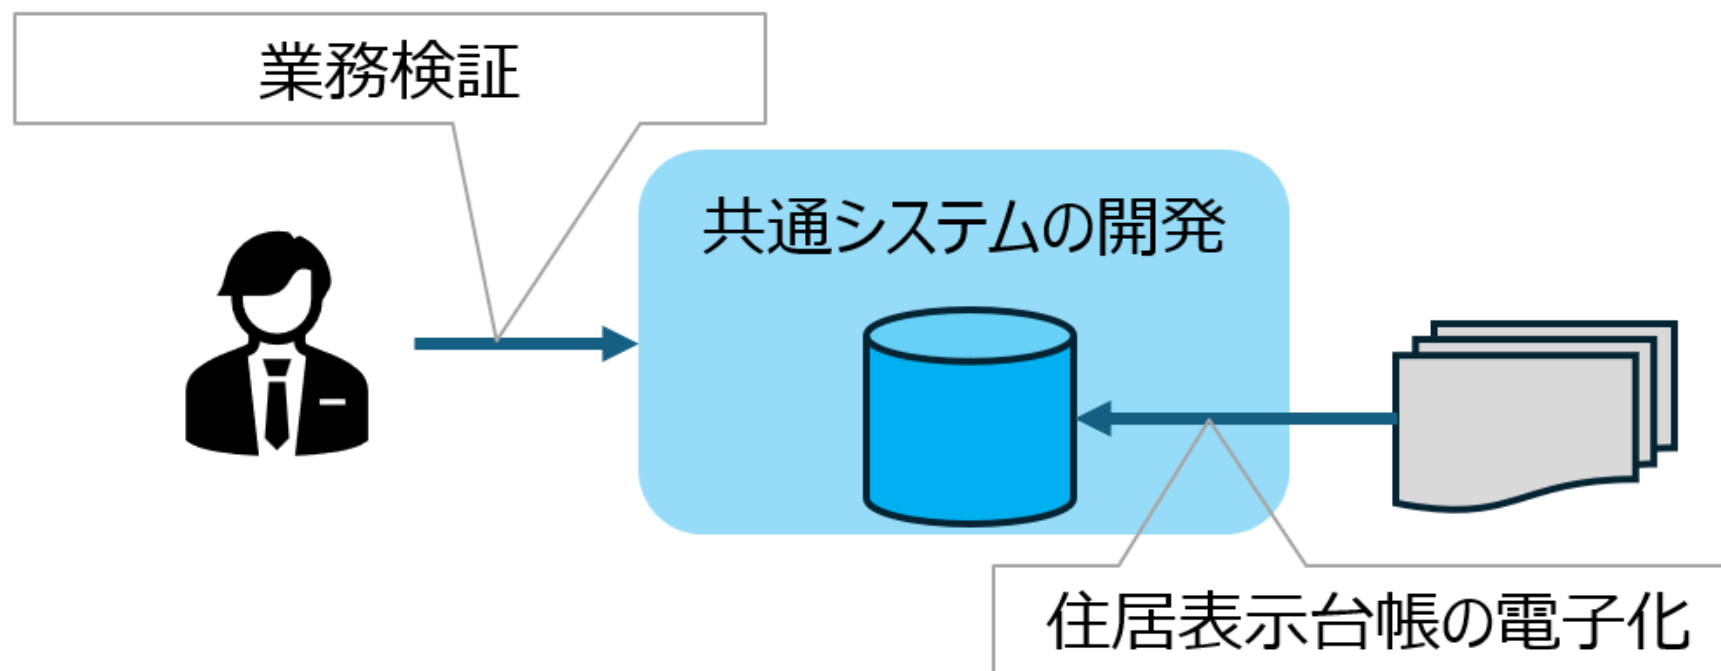 業務検証
共通システムの開発
住居表示台帳の電子化